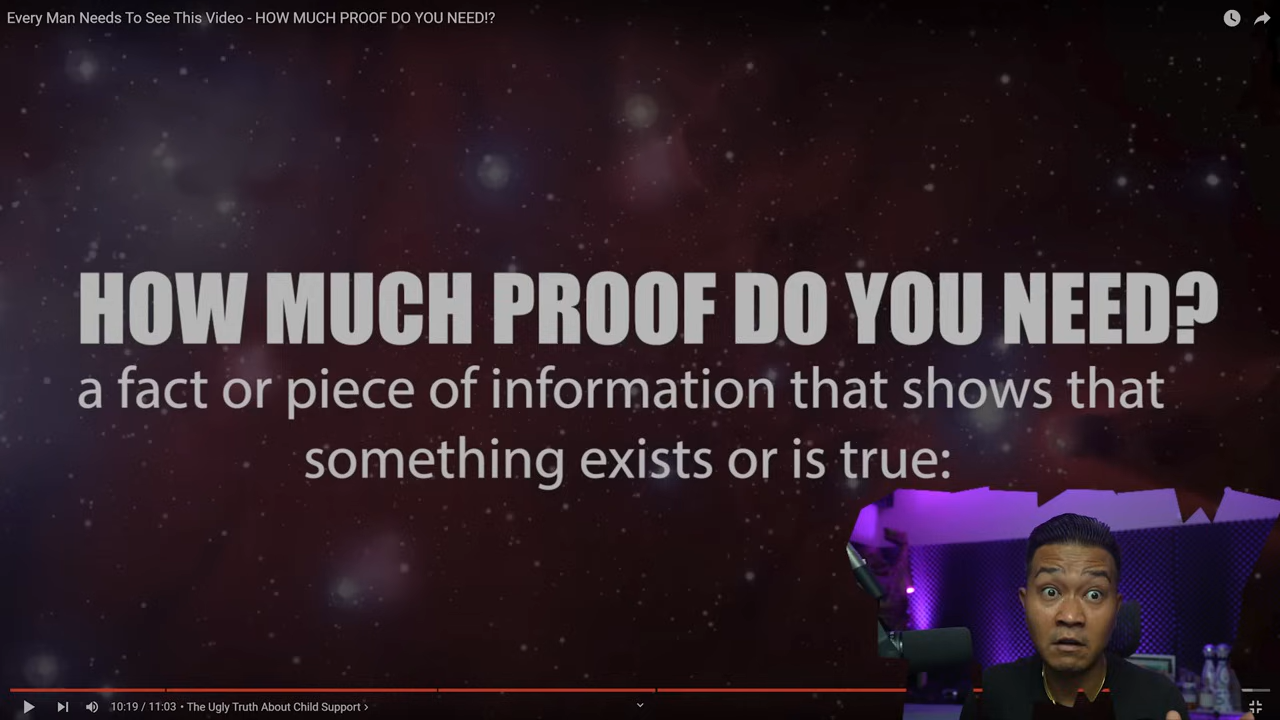 Every Man Needs To See This Video - HOW MUCH PROOF DO YOU NEED!?
HOW MUCH PROOF DO YOU NEED?
a fact or piece of information that shows that
something exists or is true:
10:19 / 11:03 • The Ugly Truth About Child Support